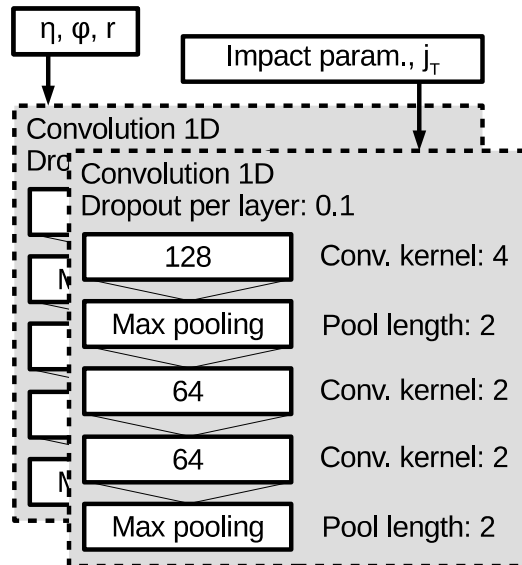 η, φ, r
Impact param., j_T
Convolution 1D
Convolution 1D
Dropout per layer: 0.1
128
Conv. kernel: 4
Max pooling
Pool length: 2
64
Conv. kernel: 2
64
Conv. kernel: 2
Max pooling
Pool length: 2